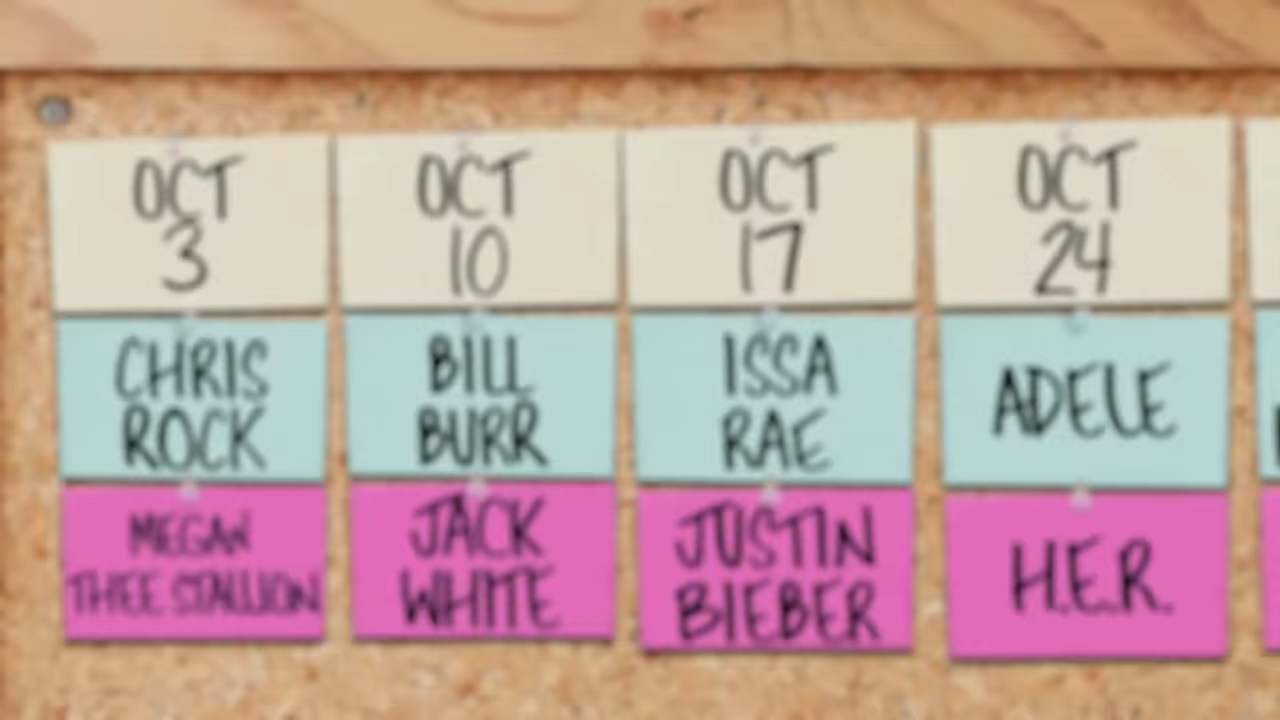 OCT
3
CHRIS
ROCK
MEGAN
THEE STALLION
OCT
10
BILL
BURR
JACK
WHITE
OCT
17
ISSA
RAE
JUSTIN
BIEBER
OCT
24
ADELE
H.E.R.